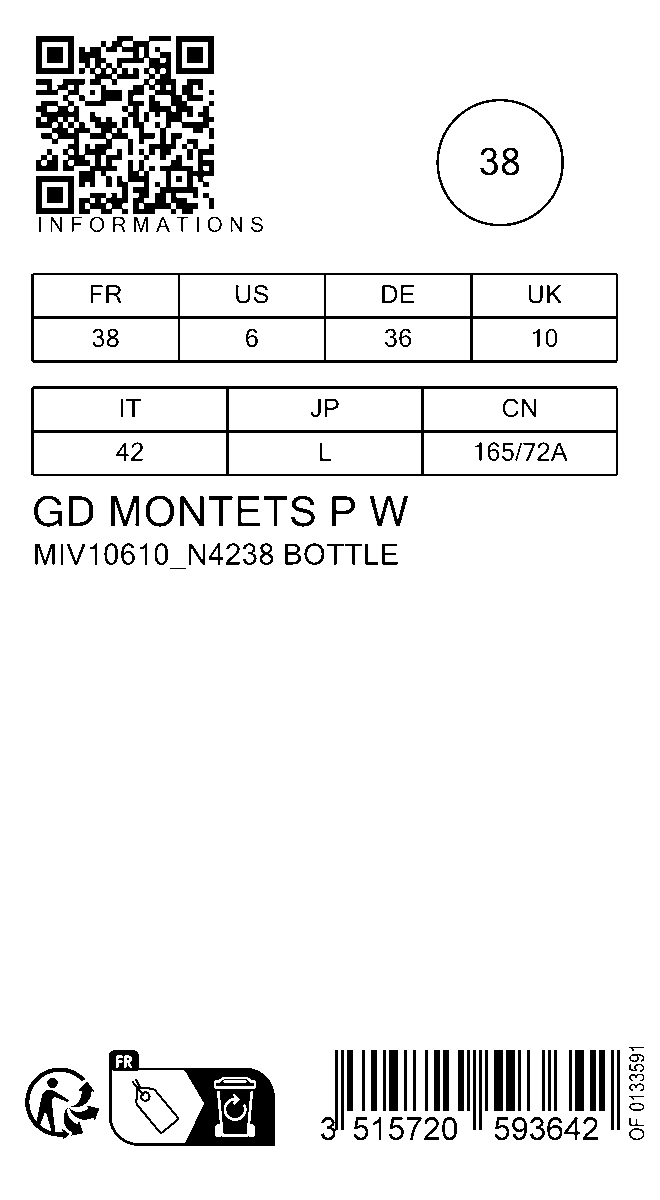 38
INFORMATIONS
FR US DE UK
38 6 36 10
IT JP CN
42 L 165/72A
GD MONTETS P W
MIV10610_N4238 BOTTLE
FR
3 515720 593642
OF 0133591